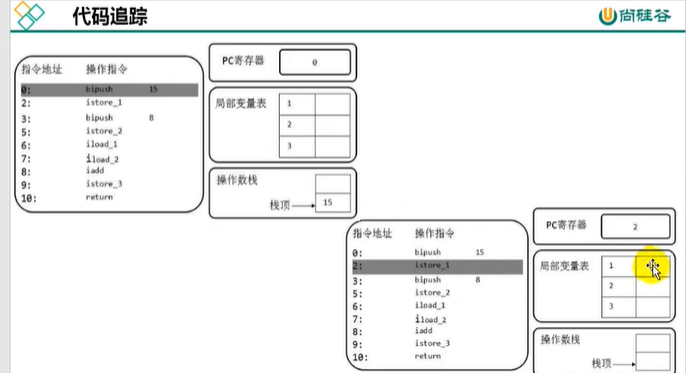 代码追踪
尚硅谷
指令地址 操作指令
0: bipush 15
2: istore_1
3: bipush 8
5: istore_2
6: iload_1
7: iload_2
8: iadd
9: istore_3
10: return
PC寄存器 0
局部变量表 1
2
3
操作数栈
栈顶 15
指令地址 操作指令
0: bipush 15
2: istore_1
3: bipush 8
5: istore_2
6: iload_1
7: iload_2
8: iadd
9: istore_3
10: return
PC寄存器 2
局部变量表 1
2
3
操作数栈
栈顶